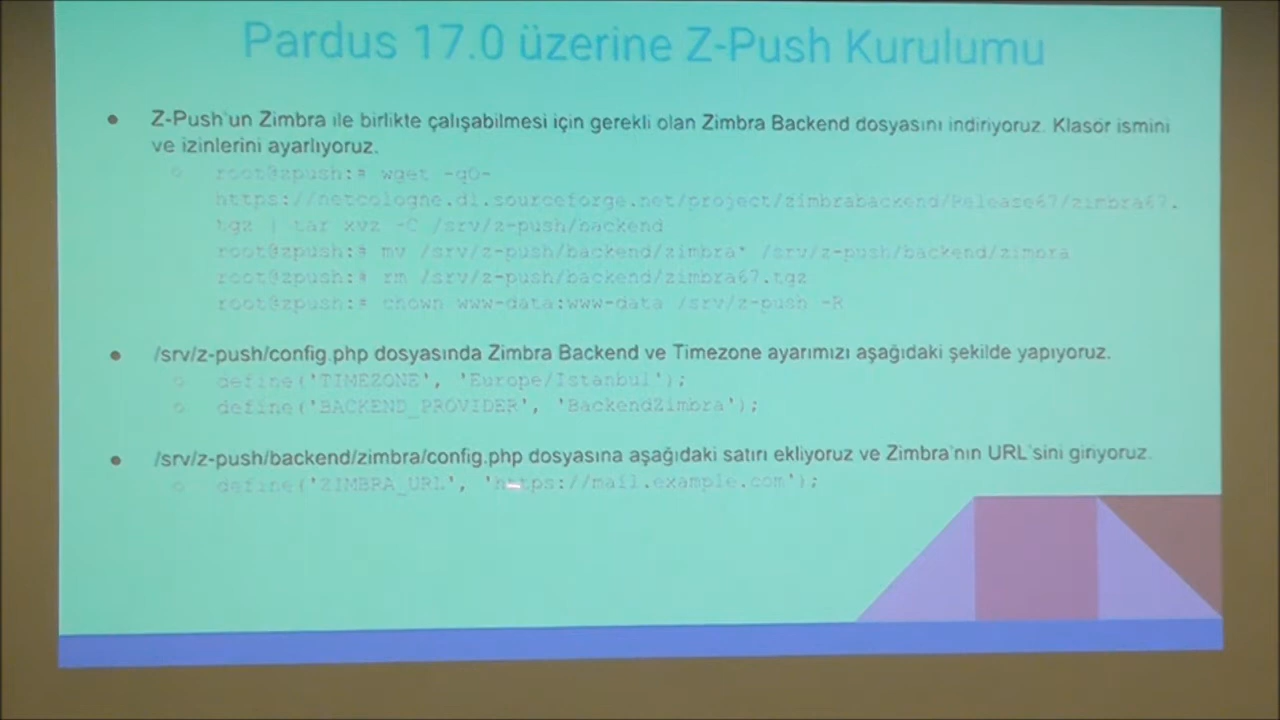 Pardus 17.0 üzerine Z-Push Kurulumu
Z-Push'un Zimbra ile birlikte çalışabilmesi için gerekli olan Zimbra Backend dosyasını indiriyoruz. Klasör ismini
ve izinlerini ayarlıyoruz.
root@zpush:# wget -qO-
https://netcologne.dl.sourceforge.net/project/zimbrabackend/Release67/zimbra67.
tgz | tar xvz -C /srv/z-push/backend
root@zpush:# mv /srv/z-push/backend/zimbra* /srv/z-push/backend/zimbra
root@zpush:# rm /srv/z-push/backend/zimbra67.tgz
root@zpush:# chown www-data:www-data /srv/z-push -R
/srv/z-push/config.php dosyasında Zimbra Backend ve Timezone ayarımızı aşağıdaki şekilde yapıyoruz.
define('TIMEZONE', 'Europe/Istanbul');
define('BACKEND_PROVIDER', 'BackendZimbra');
/srv/z-push/backend/zimbra/config.php dosyasına aşağıdaki satırı ekliyoruz ve Zimbra'nın URL'sini giriyoruz.
define('ZIMBRA_URL', 'https://mail.example.com');